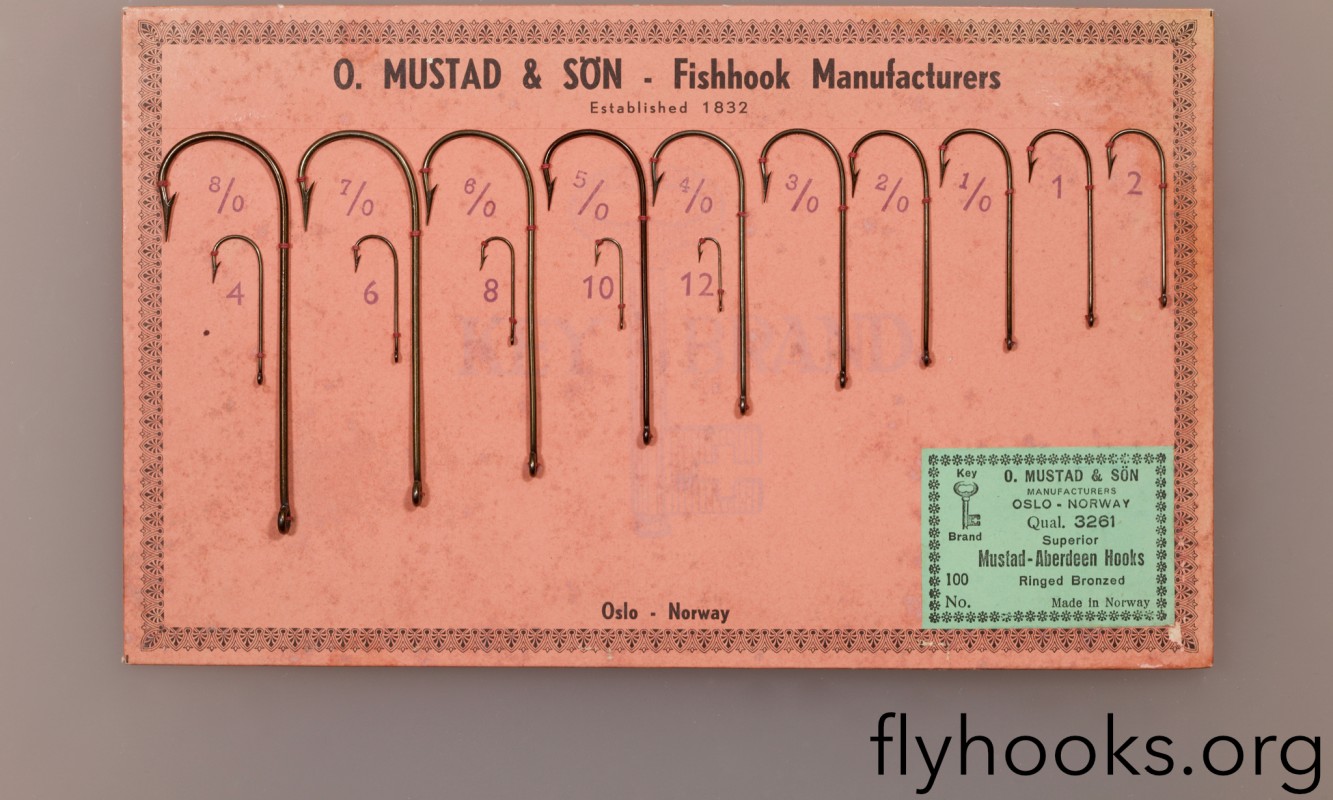 O. MUSTAD & SÖN - Fishhook Manufacturers
Established 1832
8/0 7/0 6/0 5/0 4/0 3/0 2/0 1/0 1 2
4 6 8 10 12
KEY BRAND
Key
Brand
O. MUSTAD & SÖN
MANUFACTURERS
OSLO - NORWAY
Qual. 3261
Superior
Mustad-Aberdeen Hooks
100 Ringed Bronzed
No. Made in Norway
Oslo - Norway
flyhooks.org